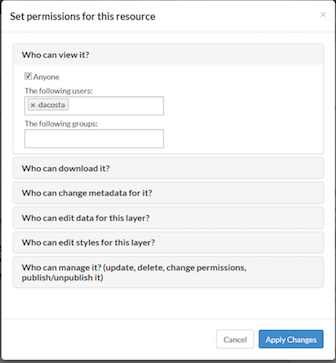 Set permissions for this resource
×
Who can view it?
Anyone
The following users:
× dacosta
The following groups:
Who can download it?
Who can change metadata for it?
Who can edit data for this layer?
Who can edit styles for this layer?
Who can manage it? (update, delete, change permissions,
publish/unpublish it)
Cancel
Apply Changes